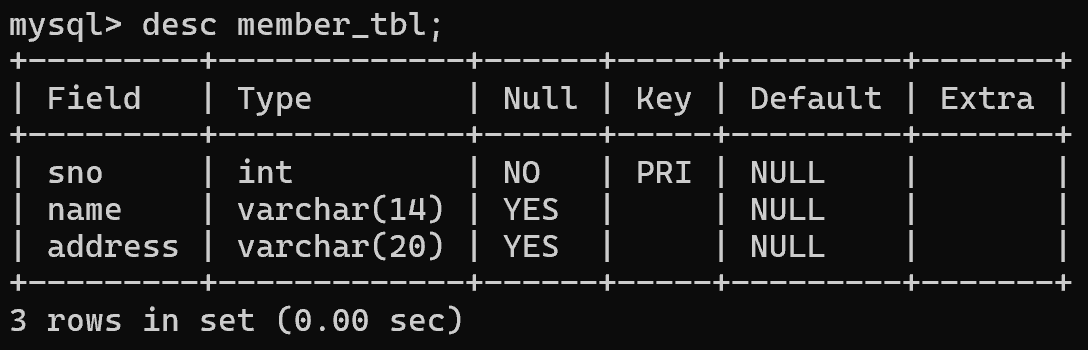 mysql> desc member_tbl;
+---------+-------------+------+-----+---------+-------+
| Field   | Type        | Null | Key | Default | Extra |
+---------+-------------+------+-----+---------+-------+
| sno     | int         | NO   | PRI | NULL    |       |
| name    | varchar(14) | YES  |     | NULL    |       |
| address | varchar(20) | YES  |     | NULL    |       |
+---------+-------------+------+-----+---------+-------+
3 rows in set (0.00 sec)